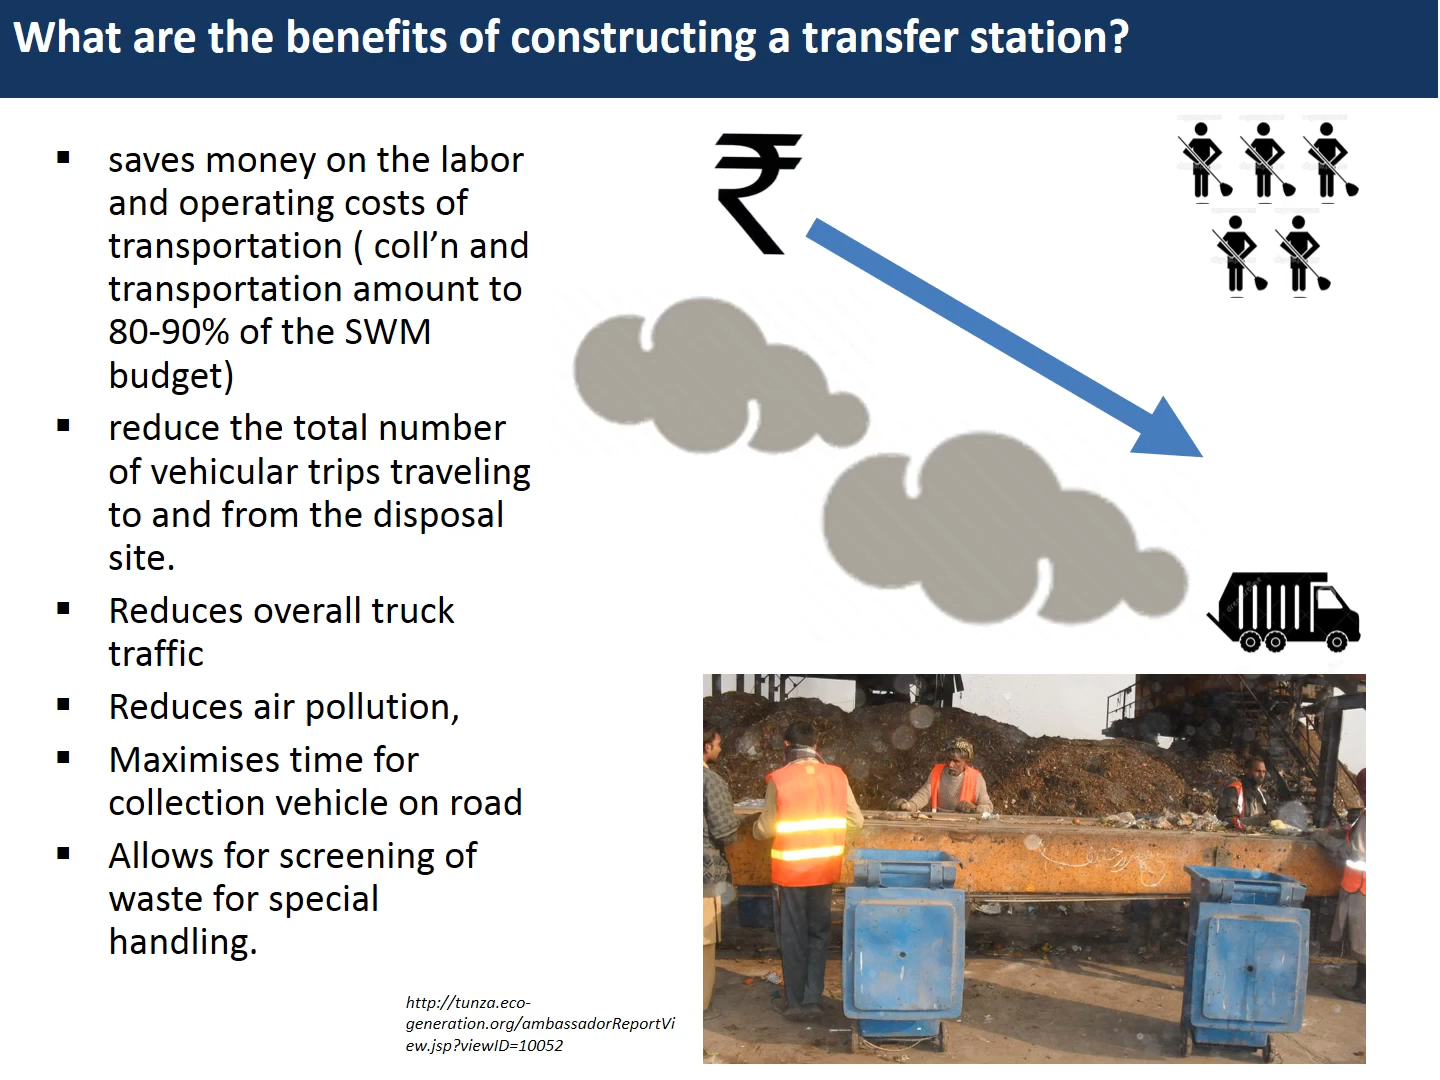 What are the benefits of constructing a transfer station?
▪ saves money on the labor
and operating costs of
transportation ( coll’n and
transportation amount to
80-90% of the SWM
budget)
▪ reduce the total number
of vehicular trips traveling
to and from the disposal
site.
▪ Reduces overall truck
traffic
▪ Reduces air pollution,
▪ Maximises time for
collection vehicle on road
▪ Allows for screening of
waste for special
handling.
₹
http://tunza.eco-
generation.org/ambassadorReportVi
ew.jsp?viewID=10052